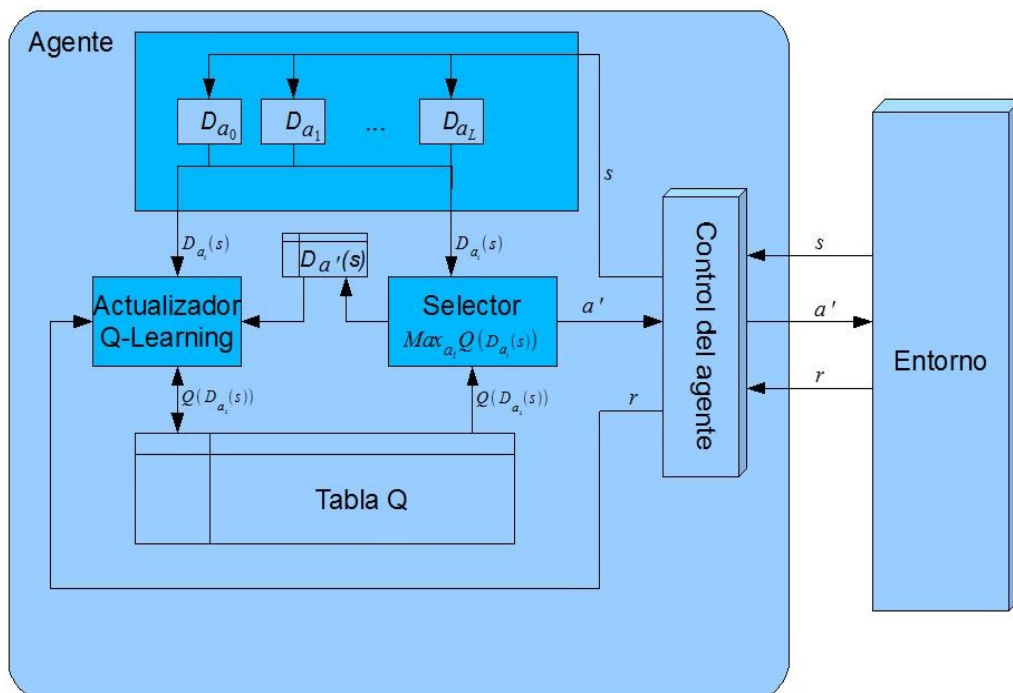 Agente
D_{a_0} D_{a_1} ... D_{a_L}
s
D_{a_i}(s) D_{a'}(s) D_{a_i}(s)
Actualizador
Q-Learning
Selector
Max_{a_i} Q(D_{a_i}(s))
a'
Q(D_{a_i}(s)) Q(D_{a_i}(s))
r
Tabla Q
Control del agente
s
a'
r
Entorno